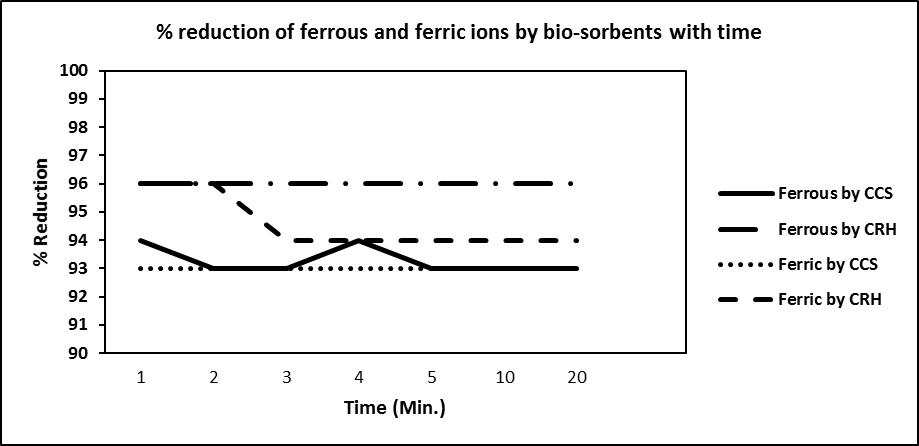 % reduction of ferrous and ferric ions by bio-sorbents with time
100
99
98
97
96
95
94
93
92
91
90
% Reduction
1 2 3 4 5 10 20
Time (Min.)
Ferrous by CCS
Ferrous by CRH
Ferric by CCS
Ferric by CRH